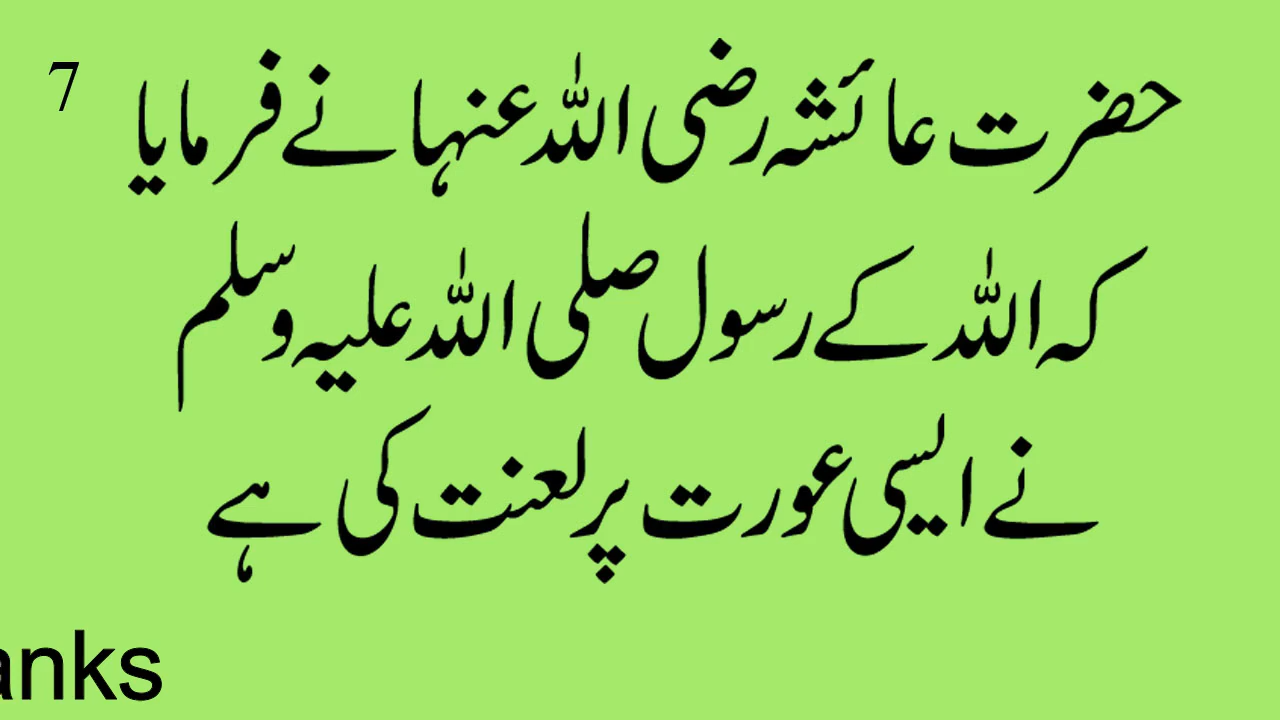 7
حضرت عائشہ رضی اللہ عنہا نے فرمایا
کہ اللہ کے رسول صلی اللہ علیہ وسلم
نے ایسی عورت پر لعنت کی ہے
anks